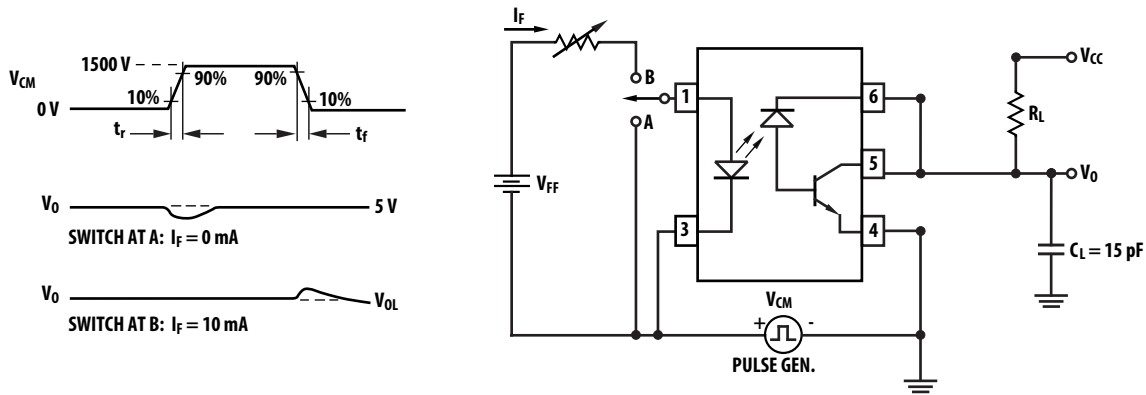 V_CM
1500 V
90%
90%
10%
10%
0 V
t_r
t_f
V_O
5 V
SWITCH AT A: I_F = 0 mA
V_O
V_OL
SWITCH AT B: I_F = 10 mA
I_F
B
A
V_FF
1
3
6
5
4
V_CM
+
-
PULSE GEN.
V_CC
R_L
V_O
C_L = 15 pF